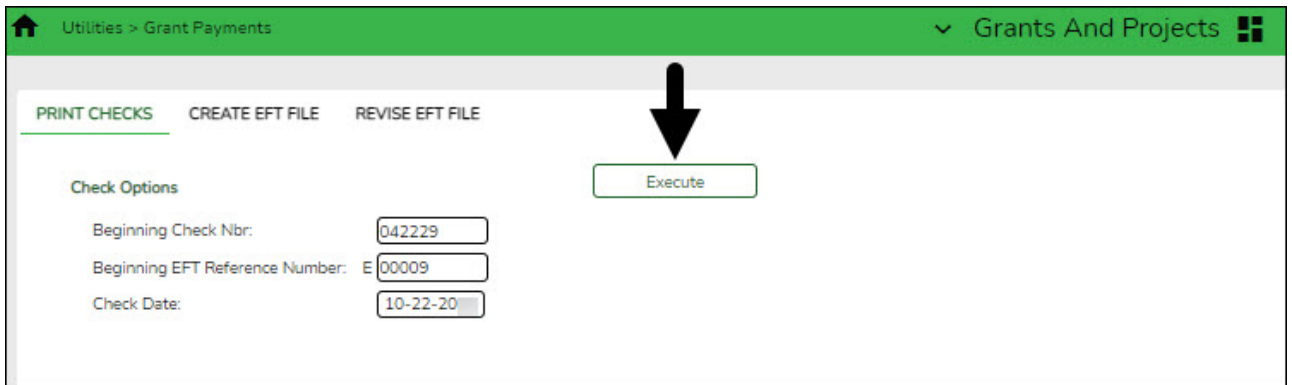 Utilities > Grant Payments
Grants And Projects
PRINT CHECKS CREATE EFT FILE REVISE EFT FILE
Execute
Check Options
Beginning Check Nbr: 042229
Beginning EFT Reference Number: E 00009
Check Date: 10-22-20